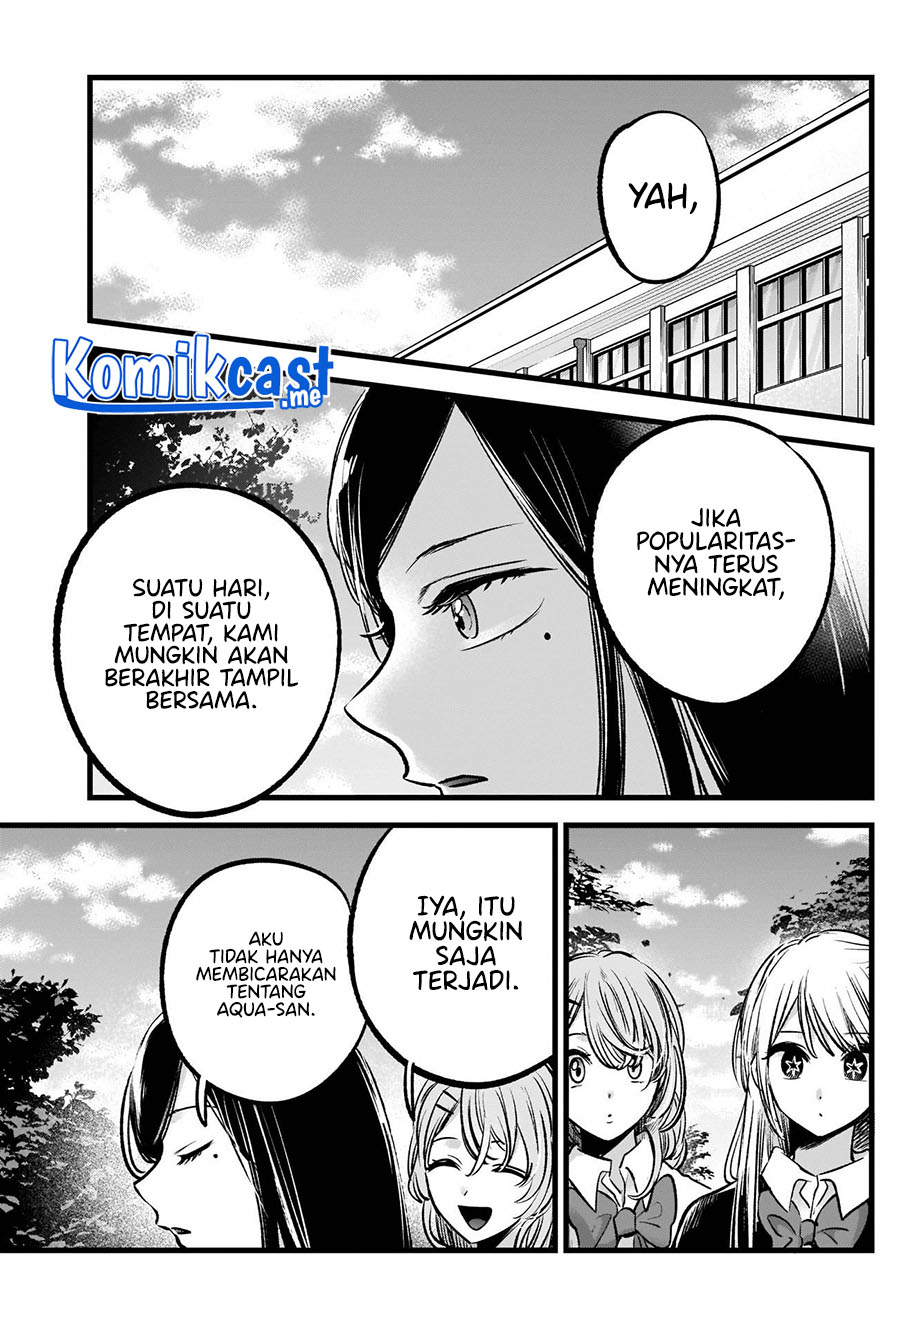 YAH,
Komikcast
.me
JIKA
POPULARITAS-
NYA TERUS
MENINGKAT,
SUATU HARI,
DI SUATU
TEMPAT, KAMI
MUNGKIN AKAN
BERAKHIR TAMPIL
BERSAMA.
IYA, ITU
MUNGKIN
SAJA
TERJADI.
AKU
TIDAK HANYA
MEMBICARAKAN
TENTANG
AQUA-SAN.